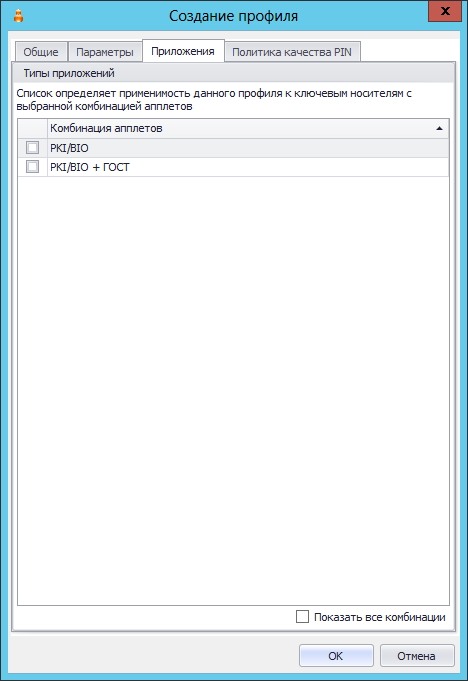 Создание профиля
x
Общие
Параметры
Приложения
Политика качества PIN
Типы приложений
Список определяет применимость данного профиля к ключевым носителям с
выбранной комбинацией апплетов
Комбинация апплетов
PKI/BIO
PKI/BIO + ГОСТ
Показать все комбинации
OK
Отмена